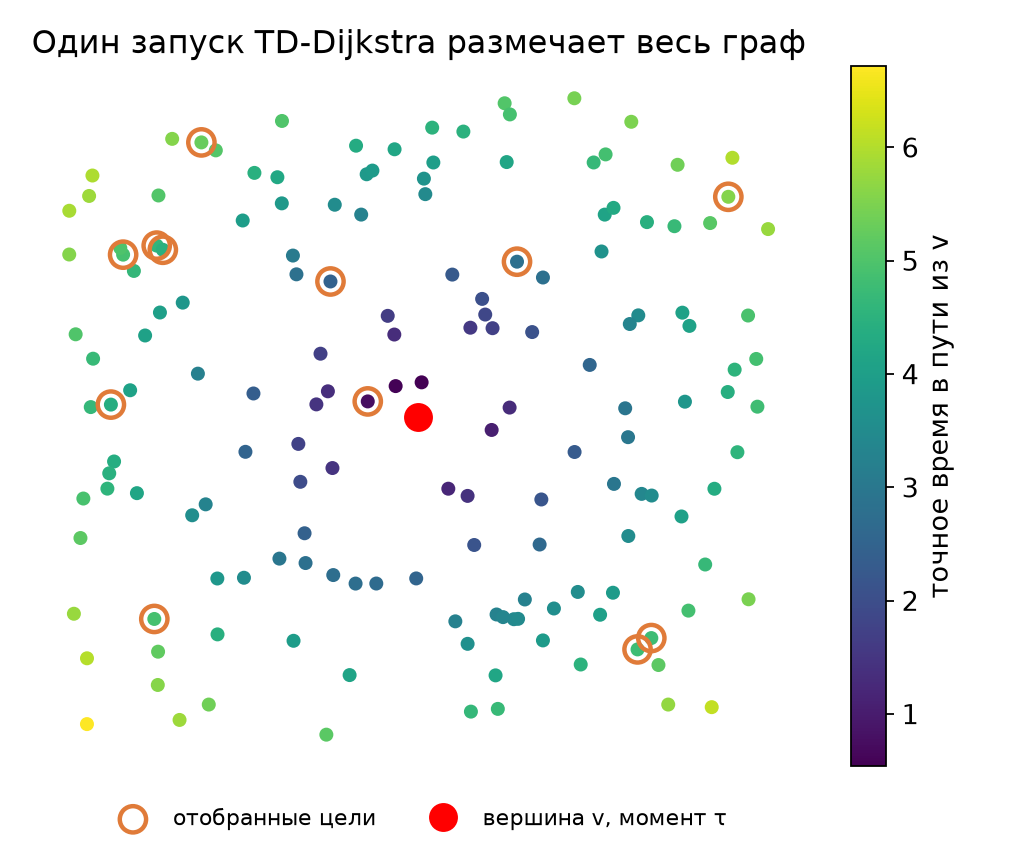 Один запуск TD-Dijkstra размечает весь граф
6
5
4
3
2
1
точное время в пути из v
отобранные цели
вершина v, момент τ